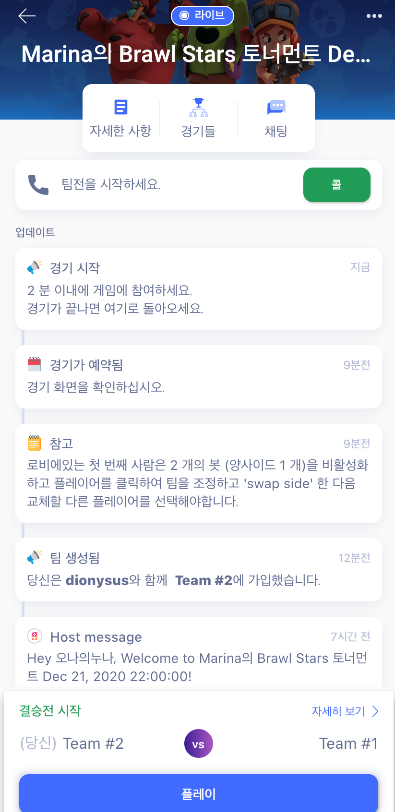 라이브
Marina의 Brawl Stars 토너먼트 De...
자세한 사항
경기들
채팅
팀전을 시작하세요.
콜
업데이트
경기 시작
지금
2 분 이내에 게임에 참여하세요.
경기가 끝나면 여기로 돌아오세요.
경기가 예약됨
9분전
경기 화면을 확인하십시오.
참고
9분전
로비에있는 첫 번째 사람은 2 개의 봇 (양사이드 1 개)을 비활성화
하고 플레이어를 클릭하여 팀을 조정하고 'swap side' 한 다음
교체할 다른 플레이어를 선택해야합니다.
팀 생성됨
12분전
당신은 dionysus와 함께 Team #2에 가입했습니다.
Host message
7시간 전
Hey 오나의누나, Welcome to Marina의 Brawl Stars 토너먼
트 Dec 21, 2020 22:00:00!
결승전 시작
자세히 보기
(당신) Team #2
vs
Team #1
플레이